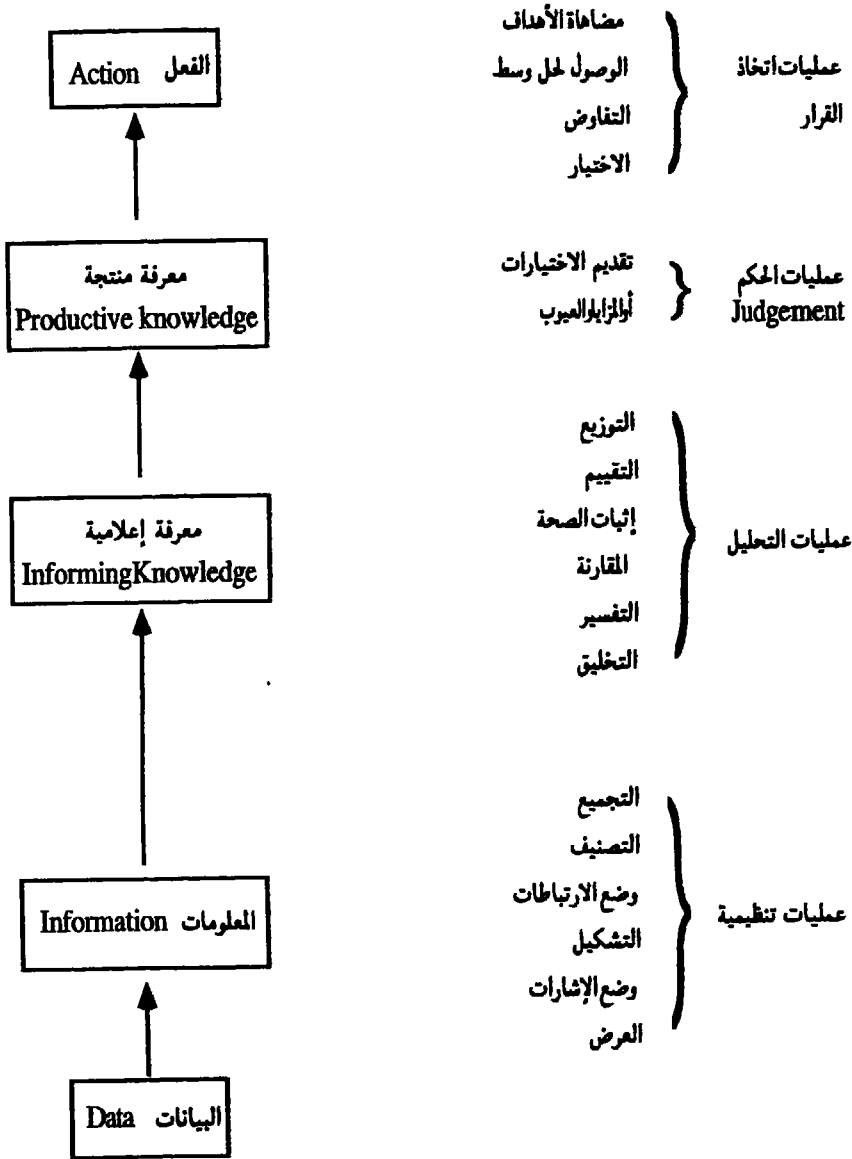 الفعل Action
مضاهاة الأهداف
الوصول لحل وسط
التفاوض
الاختيار
عمليات اتخاذ
القرار
معرفة منتجة
Productive knowledge
تقديم الاختيارات
أوالمزاياوالعيوب
عمليات الحكم
Judgement
معرفة إعلامية
InformingKnowledge
التوزيع
التقييم
إثبات الصحة
المقارنة
التفسير
التخليق
عمليات التحليل
المعلومات Information
التجميع
التصنيف
وضع الارتباطات
التشكيل
وضع الإشارات
العرض
عمليات تنظيمية
البيانات Data